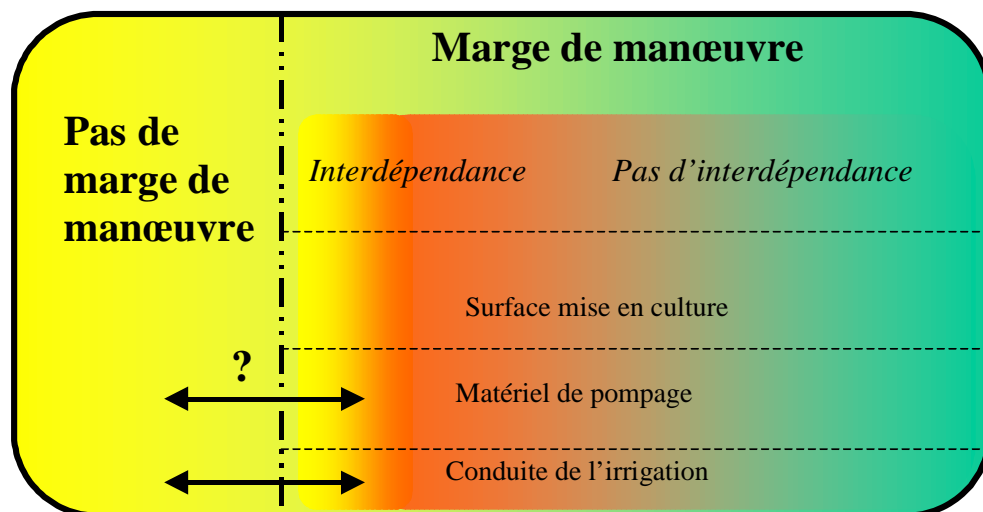 Marge de manœuvre
Pas de
marge de
manœuvre
Interdépendance
Pas d’interdépendance
Surface mise en culture
?
Matériel de pompage
Conduite de l’irrigation